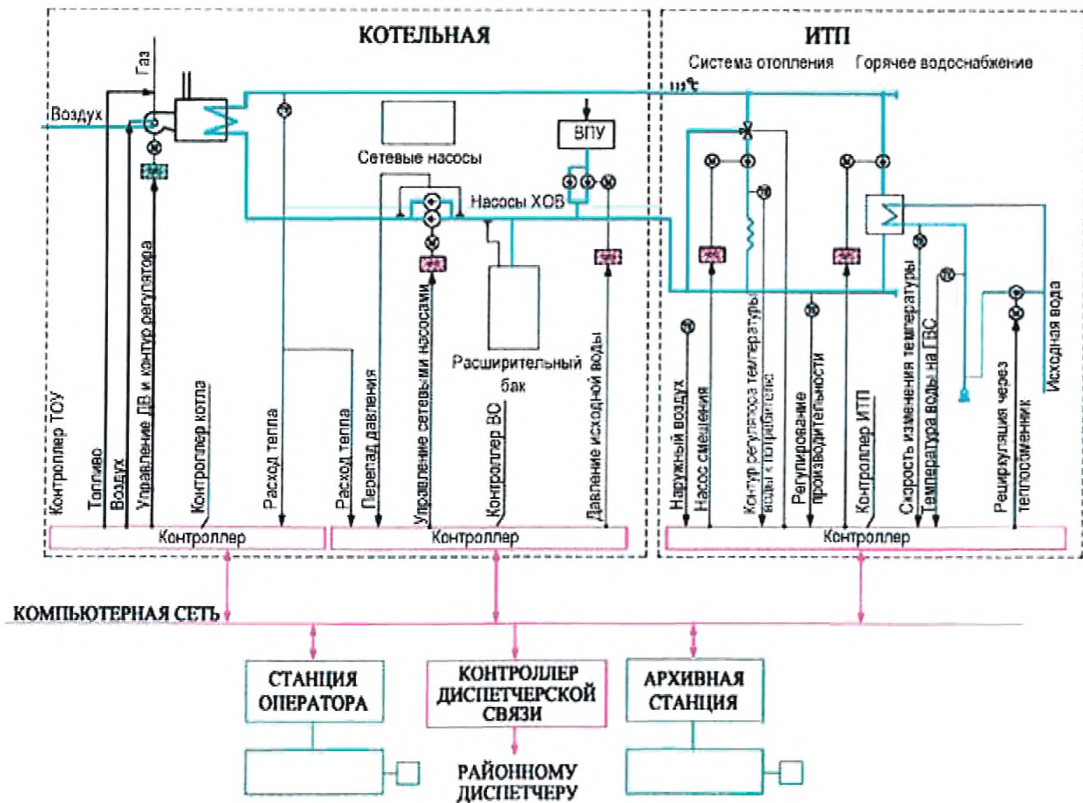 КОТЕЛЬНАЯ
ИТП
Газ
Воздух
Сетевые насосы
ВПУ
Насосы ХОВ
Расширительный
бак
115℃
Система отопления
Горячее водоснабжение
Контроллер ТОУ
Топливо
Воздух
Управление ДВ и контур регулятора
Контроллер котла
Расход тепла
Расход тепла
Перепад давления
Управление сетевыми насосами
Контроллер ВС
Давление исходной воды
Наружный воздух
Насос смешения
Контур регулятора температуры
воды к потребителю
Регулирование
производительности
Контроллер ИТП
Скорость изменения температуры
Температура воды на ГВС
Рециркуляция через
теплообменник
Исходная вода
Контроллер
Контроллер
Контроллер
КОМПЬЮТЕРНАЯ СЕТЬ
СТАНЦИЯ
ОПЕРАТОРА
КОНТРОЛЛЕР
ДИСПЕТЧЕРСКОЙ
СВЯЗИ
АРХИВНАЯ
СТАНЦИЯ
РАЙОННОМУ
ДИСПЕТЧЕРУ